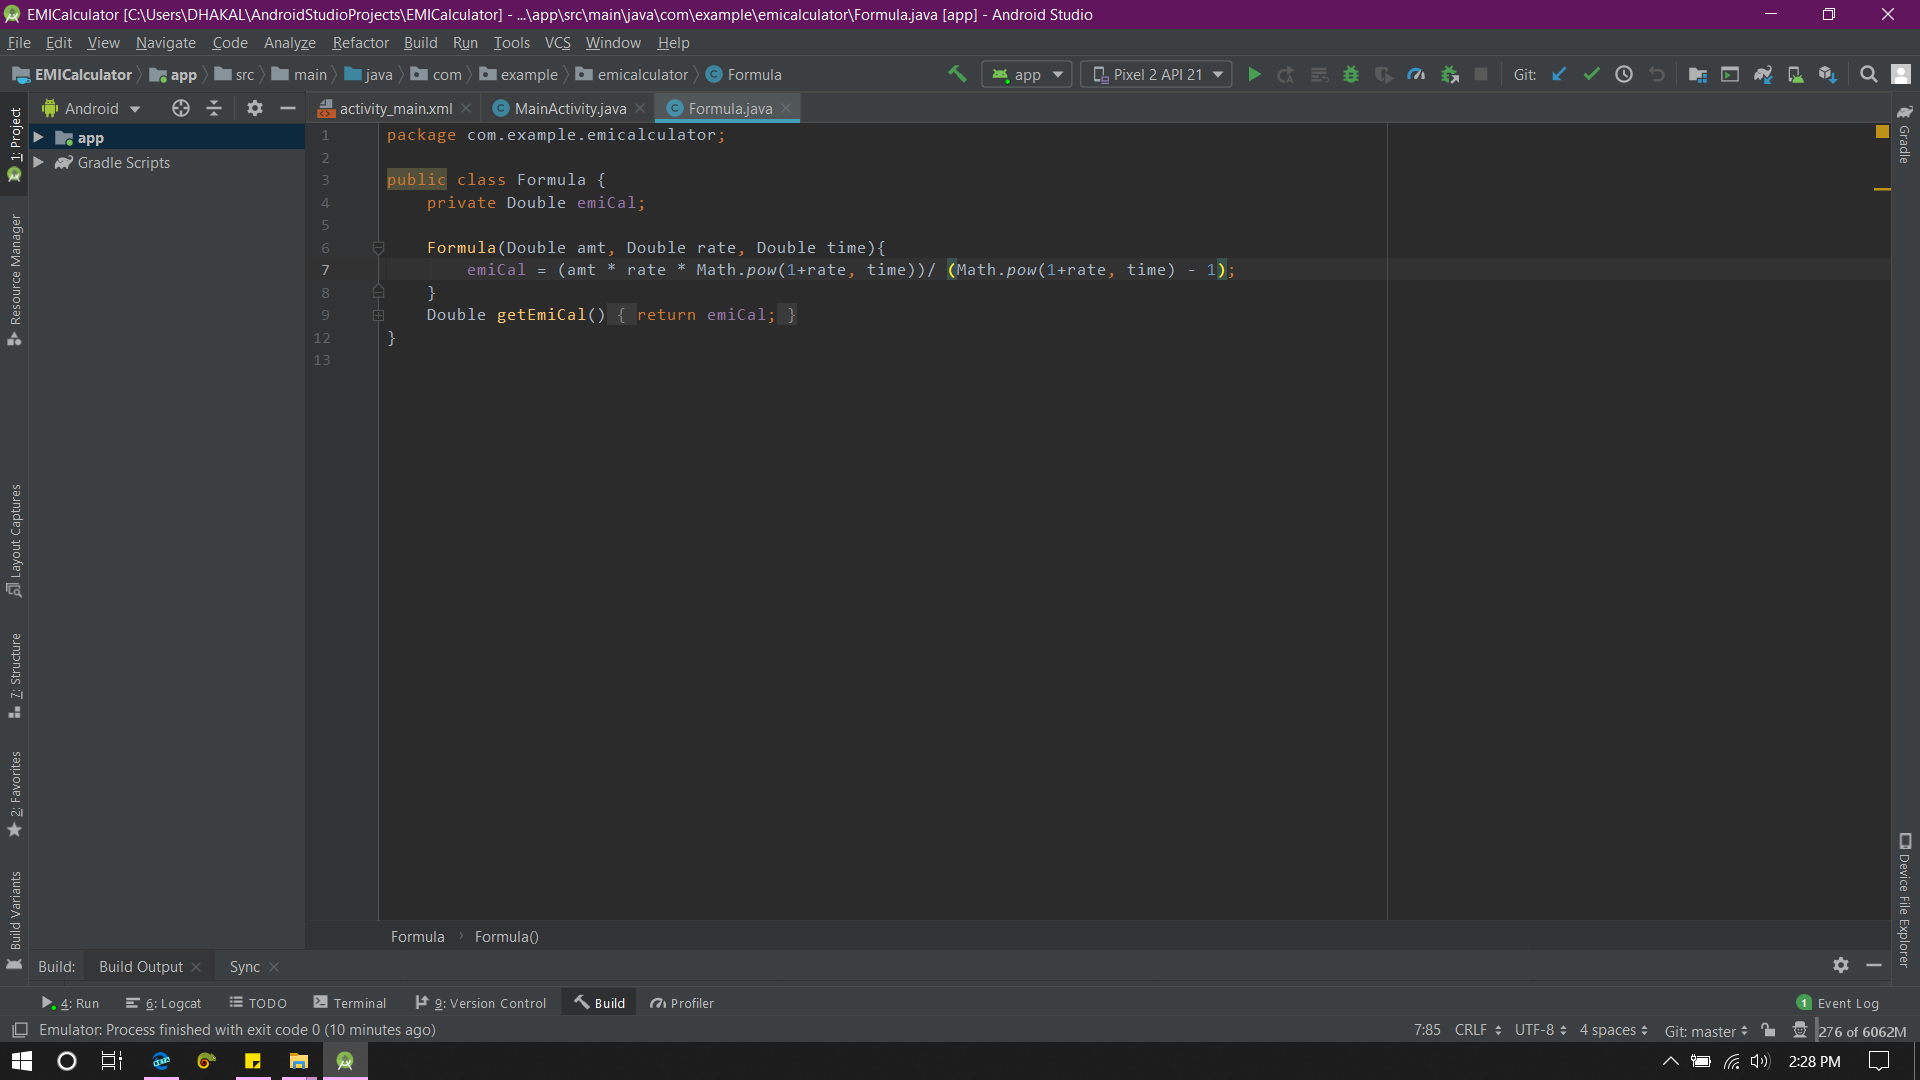 EMICalculator [C:\Users\DHAKAL\AndroidStudioProjects\EMICalculator] - ...\app\src\main\java\com\example\emicalculator\Formula.java [app] - Android Studio
File Edit View Navigate Code Analyze Refactor Build Run Tools VCS Window Help
EMICalculator app src main java com example emicalculator Formula app Pixel 2 API 21 Git:
Android activity_main.xml MainActivity.java Formula.java
app
Gradle Scripts
1: Project
Resource Manager
Layout Captures
7: Structure
2: Favorites
Build Variants
1 package com.example.emicalculator;
2
3 public class Formula {
4 private Double emiCal;
5
6 Formula(Double amt, Double rate, Double time){
7 emiCal = (amt * rate * Math.pow(1+rate, time))/ (Math.pow(1+rate, time) - 1);
8 }
9 Double getEmiCal() { return emiCal; }
12 }
13
Gradle
Device File Explorer
Formula Formula()
Build: Build Output Sync
4: Run 6: Logcat TODO Terminal 9: Version Control Build Profiler 1 Event Log
Emulator: Process finished with exit code 0 (10 minutes ago) 7:85 CRLF UTF-8 4 spaces Git: master 276 of 6062M
BETA 2:28 PM